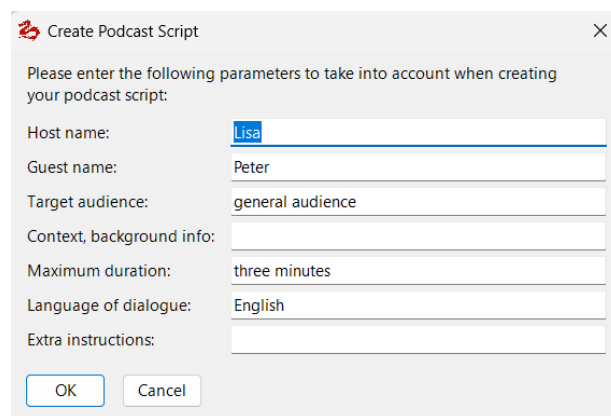 Create Podcast Script
Please enter the following parameters to take into account when creating
your podcast script:
Host name: Lisa
Guest name: Peter
Target audience: general audience
Context, background info:
Maximum duration: three minutes
Language of dialogue: English
Extra instructions:
OK Cancel